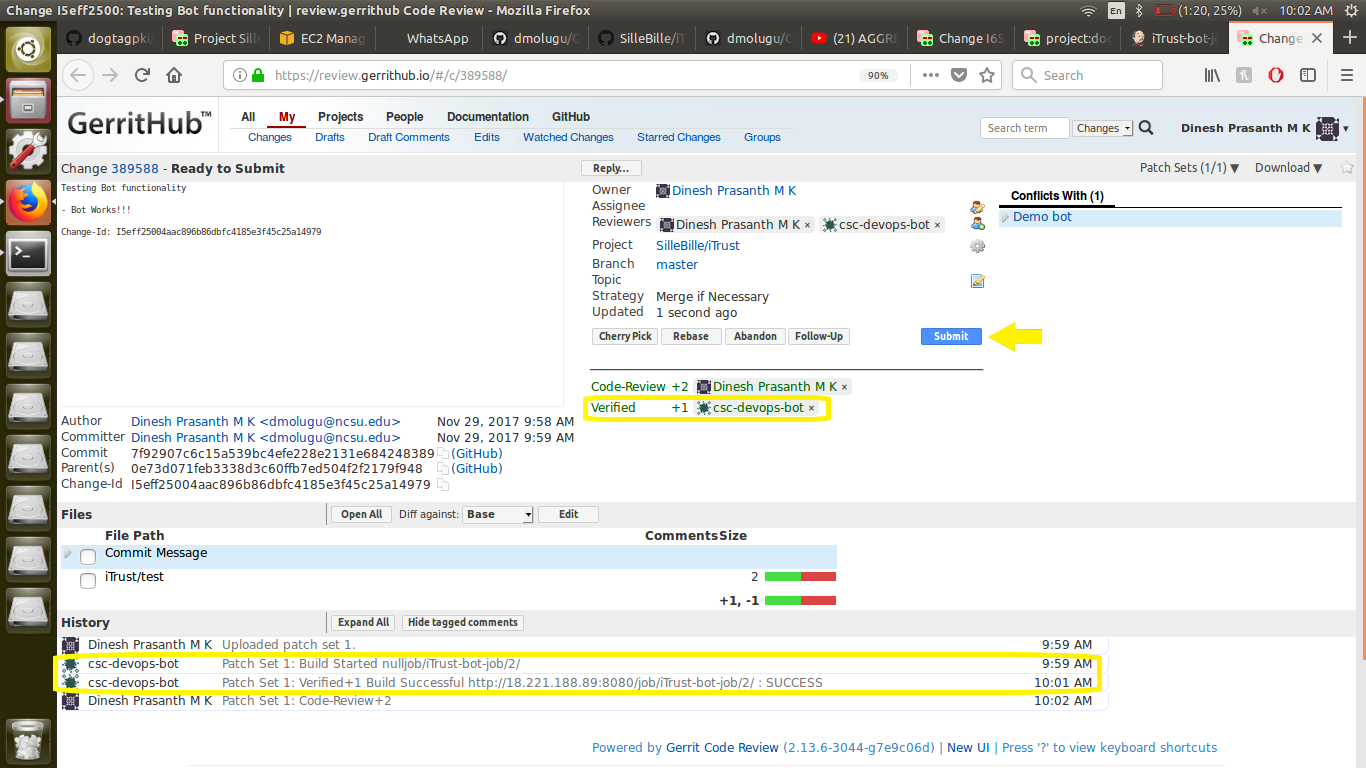 Change I5eff2500: Testing Bot functionality | review.gerrithub Code Review - Mozilla Firefox
En
(1:20, 25%)
10:02 AM
dogtagpki/
Project Sille
EC2 Manag
WhatsApp
dmolugu/C
SilleBille/iT
dmolugu/C
(21) AGGRE
Change I65
project:dog
iTrust-bot-jo
Change
https://review.gerrithub.io/#/c/389588/
90%
Search
GerritHub™
All My Projects People Documentation GitHub
Changes Drafts Draft Comments Edits Watched Changes Starred Changes Groups
Search term
Changes
Dinesh Prasanth M K
Change 389588 - Ready to Submit
Reply...
Patch Sets (1/1) ▼
Download ▼
Testing Bot functionality
- Bot Works!!!
Change-Id: I5eff25004aac896b86dbfc4185e3f45c25a14979
Owner Dinesh Prasanth M K
Assignee
Reviewers Dinesh Prasanth M K × csc-devops-bot ×
Project SilleBille/iTrust
Branch master
Topic
Strategy Merge if Necessary
Updated 1 second ago
Cherry Pick Rebase Abandon Follow-Up Submit
Code-Review +2 Dinesh Prasanth M K ×
Verified +1 csc-devops-bot ×
Conflicts With (1)
Demo bot
Author Dinesh Prasanth M K <dmolugu@ncsu.edu> Nov 29, 2017 9:58 AM
Committer Dinesh Prasanth M K <dmolugu@ncsu.edu> Nov 29, 2017 9:59 AM
Commit 7f92907c6c15a539bc4efe228e2131e684248389 (GitHub)
Parent(s) 0e73d071feb3338d3c60ffb7ed504f2f2179f948 (GitHub)
Change-Id I5eff25004aac896b86dbfc4185e3f45c25a14979
Files Open All Diff against: Base Edit
File Path Comments Size
Commit Message
iTrust/test 2
+1, -1
History Expand All Hide tagged comments
Dinesh Prasanth M K Uploaded patch set 1. 9:59 AM
csc-devops-bot Patch Set 1: Build Started nulljob/iTrust-bot-job/2/ 9:59 AM
csc-devops-bot Patch Set 1: Verified+1 Build Successful http://18.221.188.89:8080/job/iTrust-bot-job/2/ : SUCCESS 10:01 AM
Dinesh Prasanth M K Patch Set 1: Code-Review+2 10:02 AM
Powered by Gerrit Code Review (2.13.6-3044-g7e9c06d) | New UI | Press '?' to view keyboard shortcuts